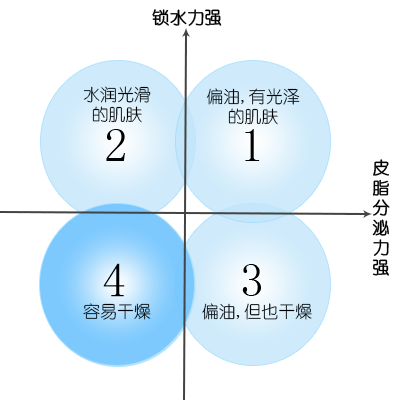 锁水力强
水润光滑
的肌肤
2
偏油,有光泽
的肌肤
1
皮脂分泌力强
4
容易干燥
3
偏油,但也干燥